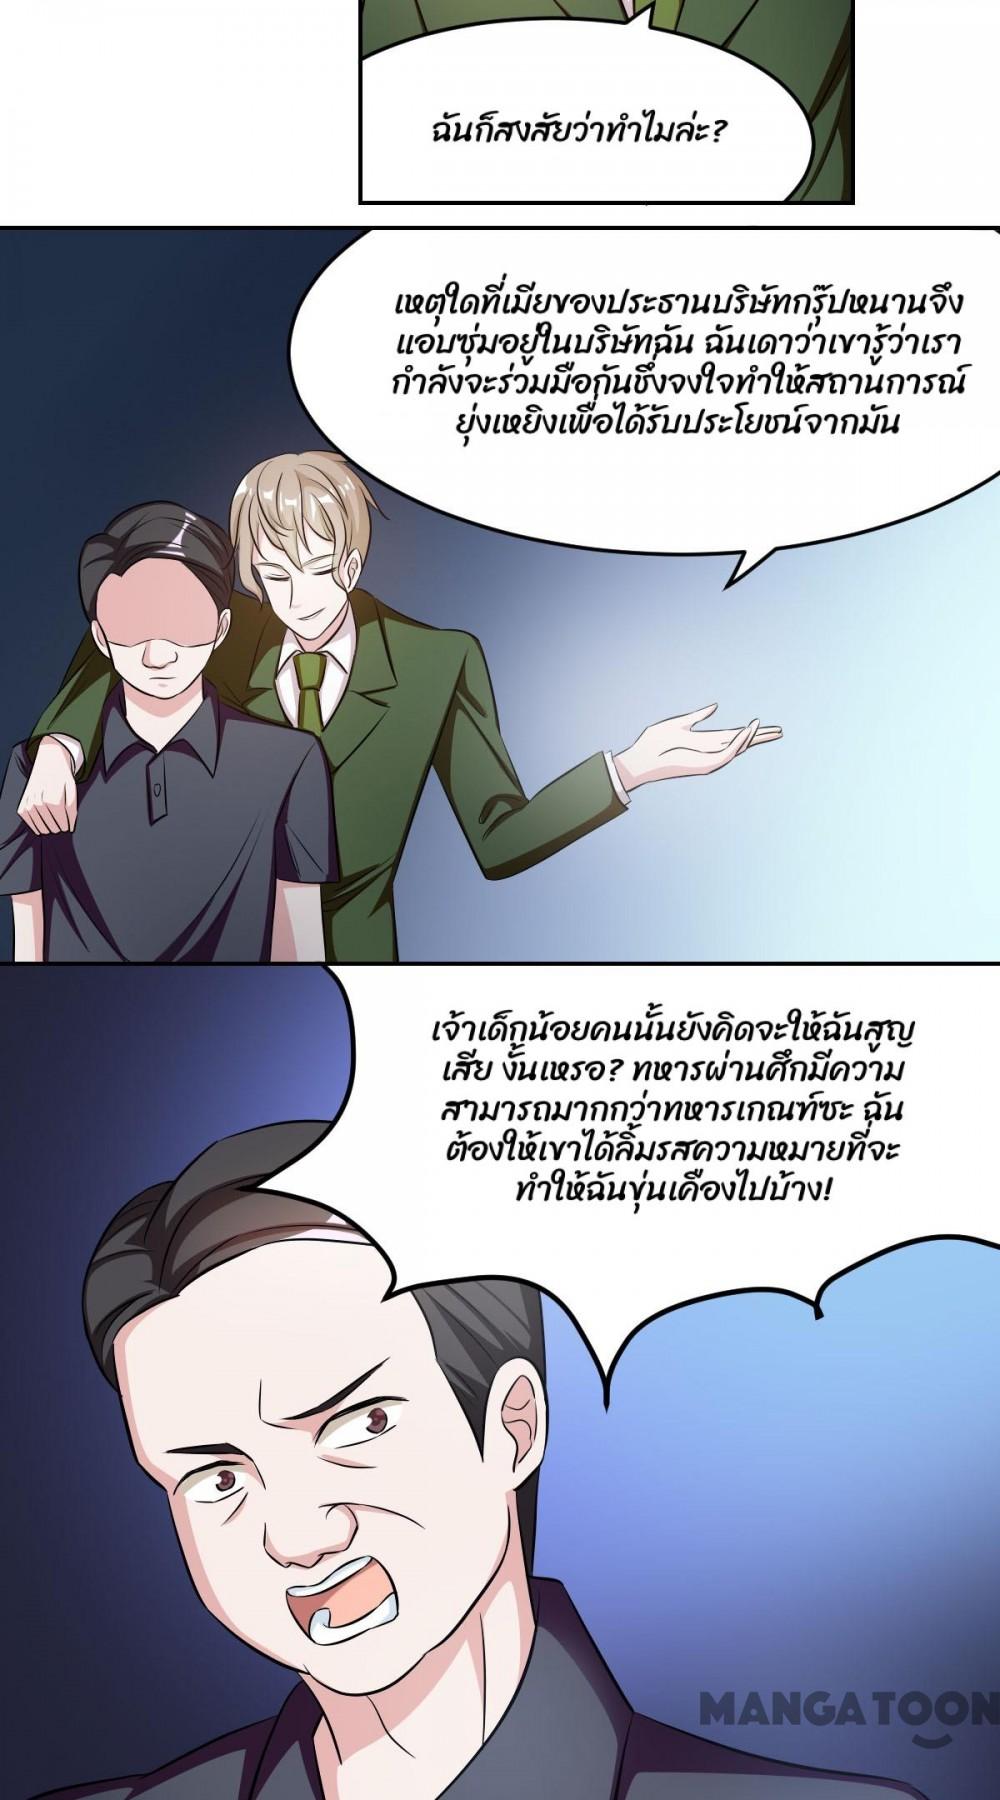 ฉันก็สงสัยว่าทำไมล่ะ?
เหตุใดที่เมียของประธานบริษัทกรุ๊ปหนานจึง
แอบซุ่มอยู่ในบริษัทฉัน ฉันเดาว่าเขารู้ว่าเรา
กำลังจะร่วมมือกันซึ่งจงใจทำให้สถานการณ์
ยุ่งเหยิงเพื่อได้รับประโยชน์จากมัน
เจ้าเด็กน้อยคนนั้นยังคิดจะให้ฉันสูญ
เสีย งั้นเหรอ? ทหารผ่านศึกมีความ
สามารถมากกว่าทหารเกณฑ์ซะ ฉัน
ต้องให้เขาได้ลิ้มรสความหมายที่จะ
ทำให้ฉันขุ่นเคืองไปบ้าง!
MANGATOON